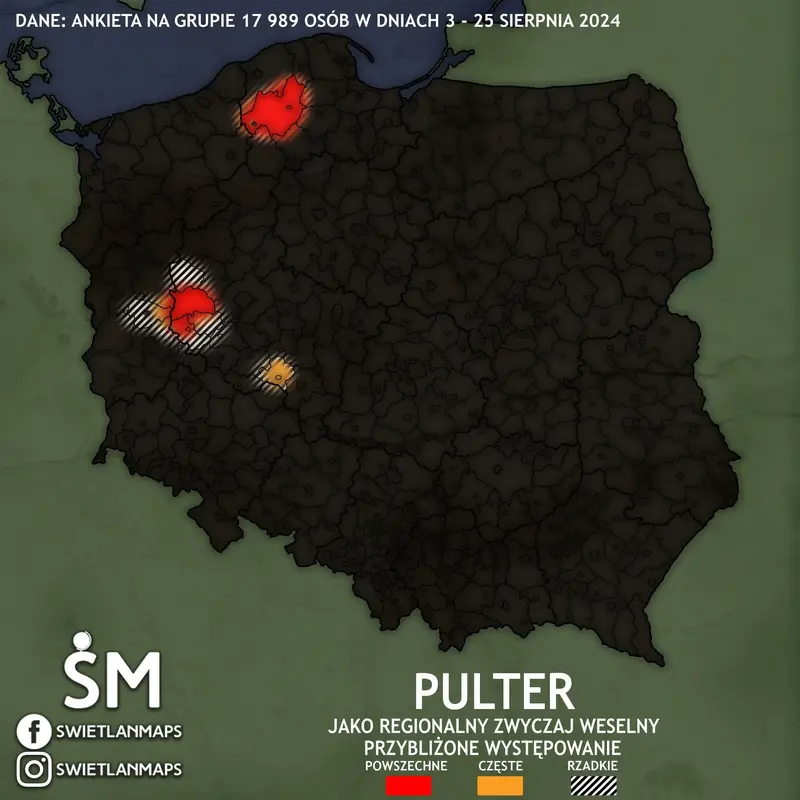 DANE: ANKIETA NA GRUPIE 17 989 OSÓB W DNIACH 3 - 25 SIERPNIA 2024
ŚM
SWIETLANMAPS
SWIETLANMAPS
PULTER
JAKO REGIONALNY ZWYCZAJ WESELNY
PRZYBLIŻONE WYSTĘPOWANIE
POWSZECHNE CZĘSTE RZADKIE